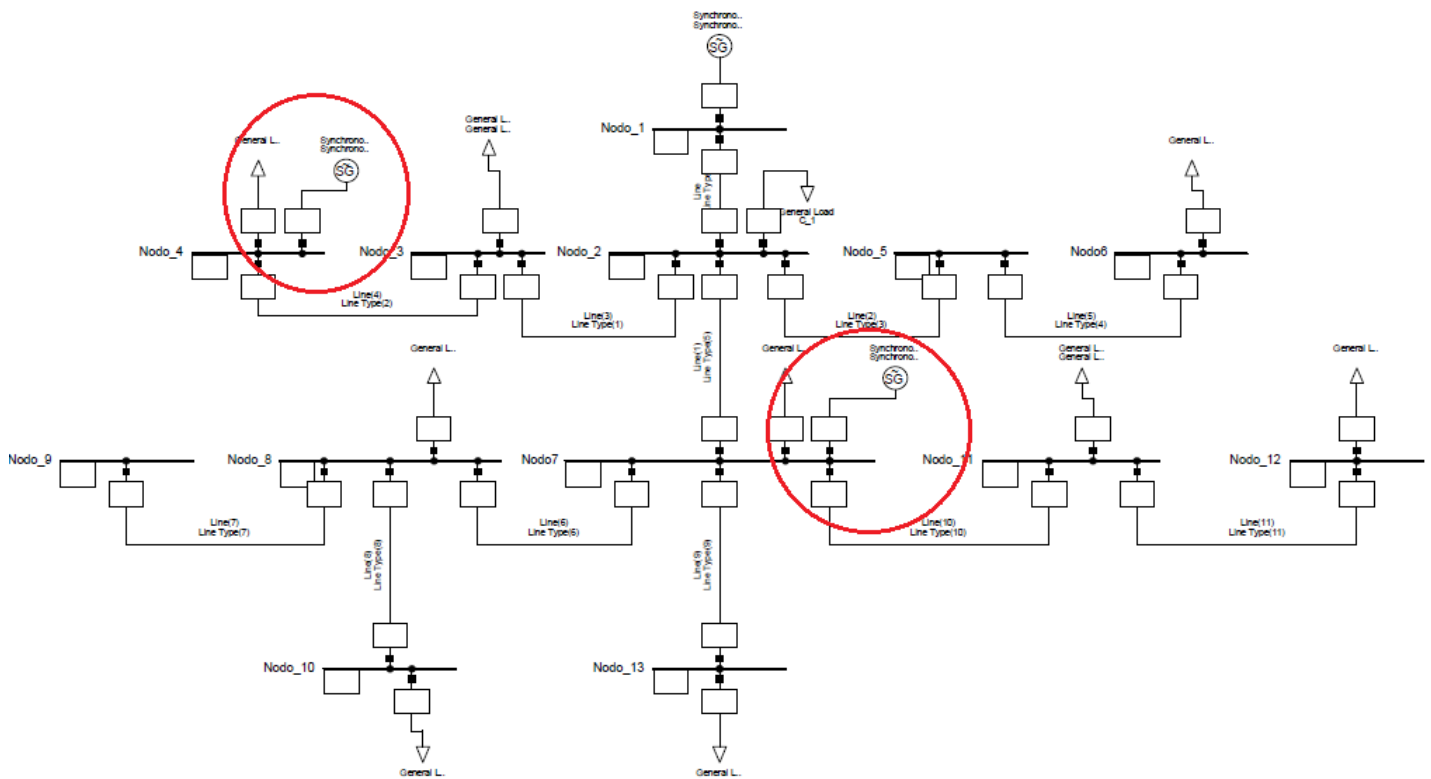 Synchrono..
Synchrono..
SG
Nodo_1
General L..
General L..
General L..
Synchrono..
Synchrono..
SG
General L..
Line
Line Type
General Load
C_1
Nodo_4
Nodo_3
Nodo_2
Nodo_5
Nodo6
Line(4)
Line Type(2)
Line(3)
Line Type(1)
Line(2)
Line Type(3)
Line(5)
Line Type(4)
Line(1)
Line Type(5)
General L..
General L..
Synchrono..
Synchrono..
SG
General L..
General L..
General L..
Nodo_9
Nodo_8
Nodo7
Nodo_11
Nodo_12
Line(7)
Line Type(7)
Line(6)
Line Type(6)
Line(10)
Line Type(10)
Line(11)
Line Type(11)
Line(8)
Line Type(8)
Line(9)
Line Type(9)
Nodo_10
Nodo_13
General L..
General L..